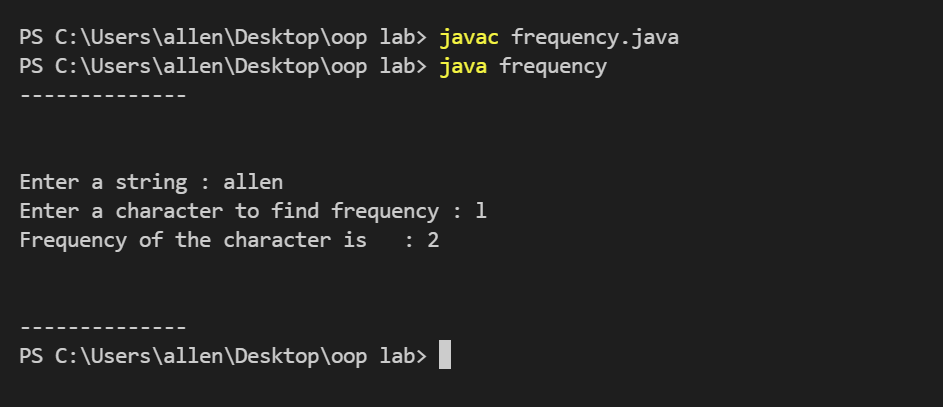 PS C:\Users\allen\Desktop\oop lab> javac frequency.java
PS C:\Users\allen\Desktop\oop lab> java frequency
--------------
Enter a string : allen
Enter a character to find frequency : l
Frequency of the character is   : 2
--------------
PS C:\Users\allen\Desktop\oop lab>